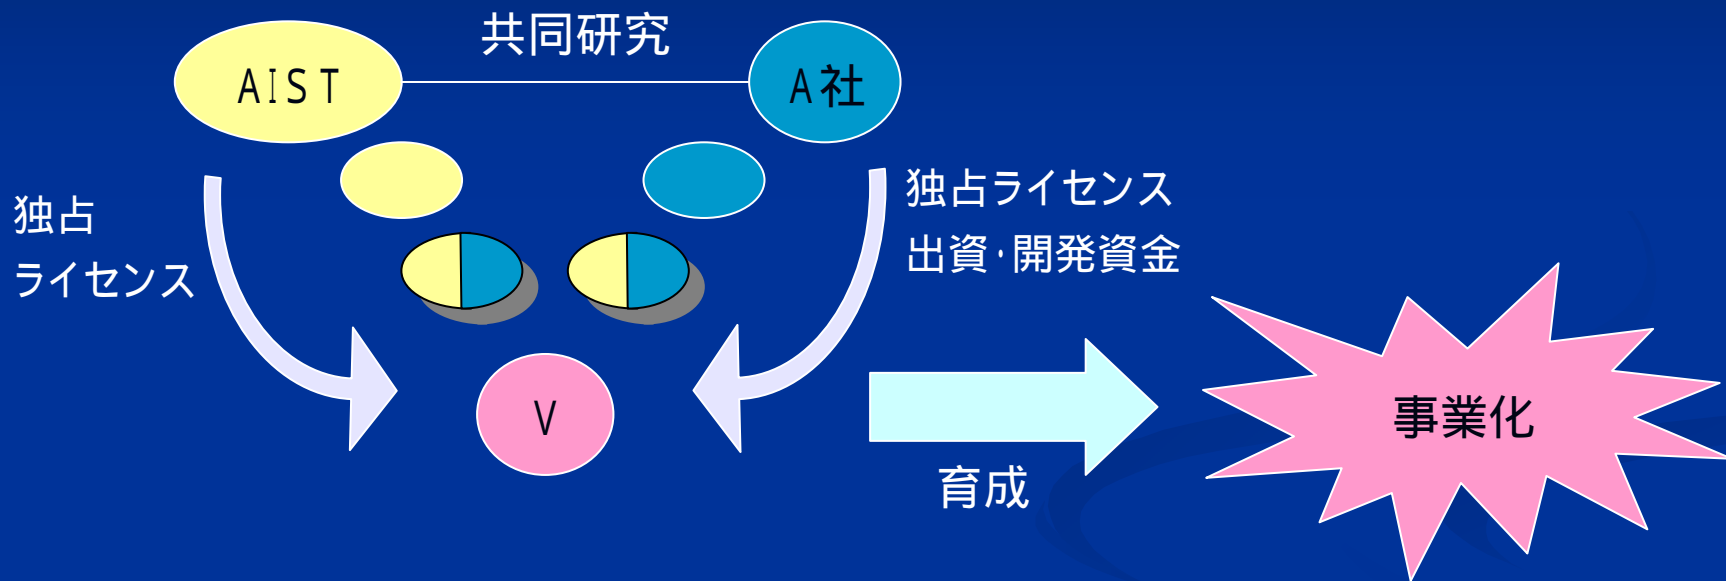 共同研究
AIST
A社
独占
ライセンス
独占ライセンス
出資・開発資金
V
育成
事業化